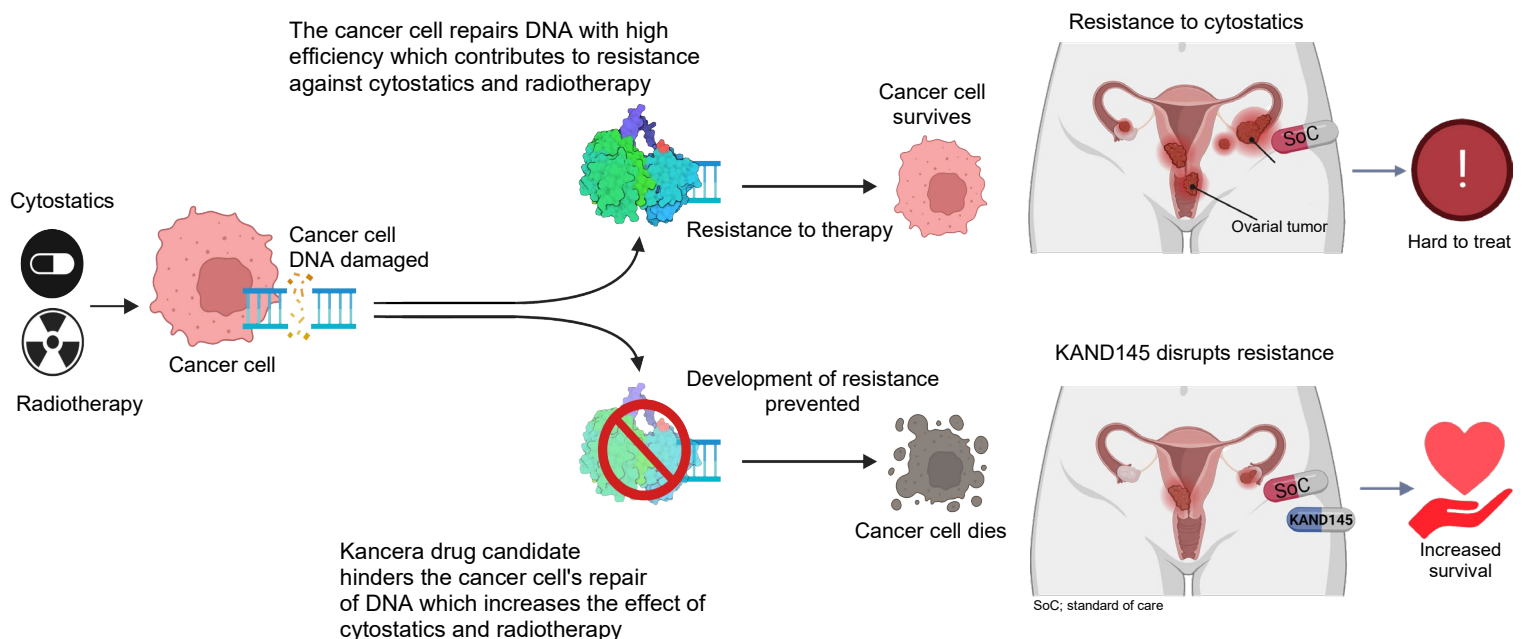 The cancer cell repairs DNA with high
efficiency which contributes to resistance
against cytostatics and radiotherapy
Resistance to cytostatics
Cancer cell
survives
SoC
Cytostatics
Cancer cell
DNA damaged
Resistance to therapy
Ovarial tumor
Hard to treat
Cancer cell
Radiotherapy
KAND145 disrupts resistance
Development of resistance
prevented
SoC
KAND145
Cancer cell dies
Increased
survival
Kancera drug candidate
hinders the cancer cell's repair
of DNA which increases the effect of
cytostatics and radiotherapy
SoC; standard of care
!